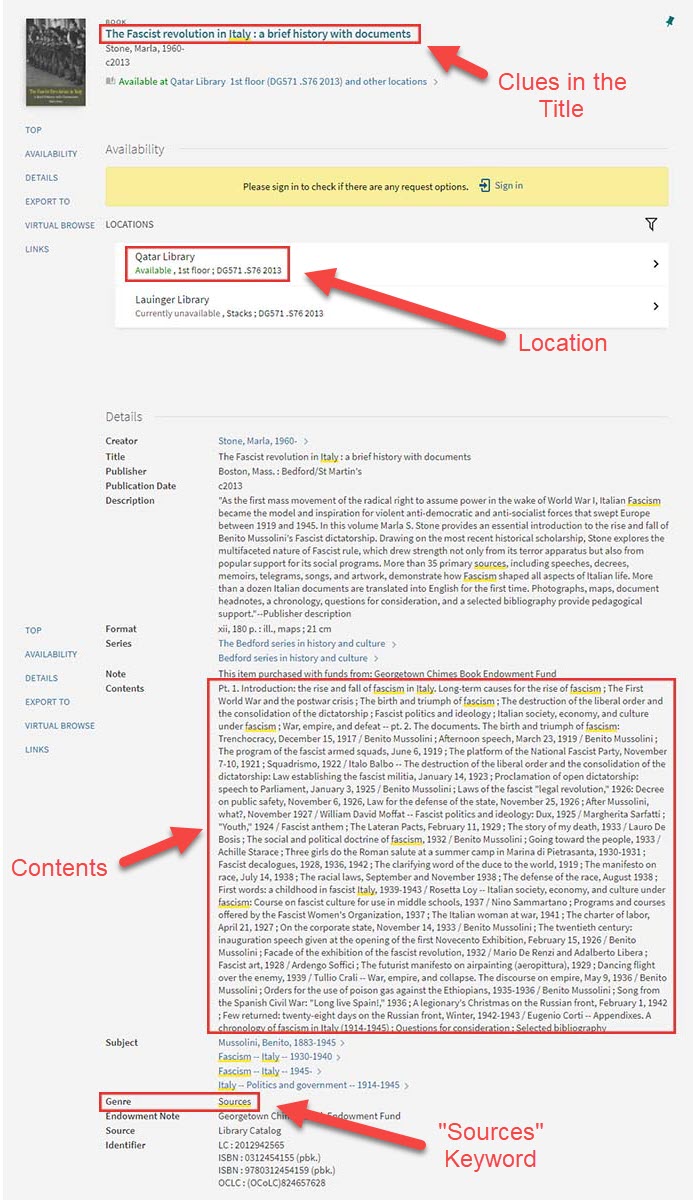 BOOK
The Fascist revolution in Italy : a brief history with documents
Stone, Marla, 1960-
c2013
Available at Qatar Library 1st floor (DG571 .S76 2013) and other locations
Clues in the
Title
TOP
AVAILABILITY
DETAILS
EXPORT TO
VIRTUAL BROWSE
LINKS
Availability
Please sign in to check if there are any request options. Sign in
LOCATIONS
Qatar Library
Available , 1st floor ; DG571 .S76 2013
Lauinger Library
Currently unavailable , Stacks ; DG571 .S76 2013
Location
Details
Creator Stone, Marla, 1960-
Title The Fascist revolution in Italy : a brief history with documents
Publisher Boston, Mass. : Bedford/St Martin's
Publication Date c2013
Description "As the first mass movement of the radical right to assume power in the wake of World War I, Italian Fascism
became the model and inspiration for violent anti-democratic and anti-socialist forces that swept Europe
between 1919 and 1945. In this volume Marla S. Stone provides an essential introduction to the rise and fall of
Benito Mussolini's Fascist dictatorship. Drawing on the most recent historical scholarship, Stone explores the
multifaceted nature of Fascist rule, which drew strength not only from its terror apparatus but also from
popular support for its social programs. More than 35 primary sources, including speeches, decrees,
memoirs, telegrams, songs, and artwork, demonstrate how Fascism shaped all aspects of Italian life. More
than a dozen Italian documents are translated into English for the first time. Photographs, maps, document
headnotes, a chronology, questions for consideration, and a selected bibliography provide pedagogical
support."--Publisher description
TOP
AVAILABILITY
DETAILS
EXPORT TO
VIRTUAL BROWSE
LINKS
Format xii, 180 p. : ill., maps ; 21 cm
Series The Bedford series in history and culture
Bedford series in history and culture
Note This item purchased with funds from: Georgetown Chimes Book Endowment Fund
Contents Pt. 1. Introduction: the rise and fall of fascism in Italy. Long-term causes for the rise of fascism ; The First
World War and the postwar crisis ; The birth and triumph of fascism ; The destruction of the liberal order and
the consolidation of the dictatorship ; Fascist politics and ideology ; Italian society, economy, and culture
under fascism ; War, empire, and defeat -- pt. 2. The documents. The birth and triumph of fascism:
Trenchocracy, December 15, 1917 / Benito Mussolini ; Afternoon speech, March 23, 1919 / Benito Mussolini ;
The program of the fascist armed squads, June 6, 1919 ; The platform of the National Fascist Party, November
7-10, 1921 ; Squadrismo, 1922 / Italo Balbo -- The destruction of the liberal order and the consolidation of the
dictatorship: Law establishing the fascist militia, January 14, 1923 ; Proclamation of open dictatorship:
speech to Parliament, January 3, 1925 / Benito Mussolini ; Laws of the fascist "legal revolution," 1926: Decree
on public safety, November 6, 1926, Law for the defense of the state, November 25, 1926 ; After Mussolini,
what?, November 1927 / William David Moffat -- Fascist politics and ideology: Dux, 1925 / Margherita Sarfatti ;
"Youth," 1924 / Fascist anthem ; The Lateran Pacts, February 11, 1929 ; The story of my death, 1933 / Lauro De
Bosis ; The social and political doctrine of fascism, 1932 / Benito Mussolini ; Going toward the people, 1933 /
Achille Starace ; Three girls do the Roman salute at a summer camp in Marina di Pietrasanta, 1930-1931 ;
Fascist decalogues, 1928, 1936, 1942 ; The clarifying word of the duce to the world, 1919 ; The manifesto on
race, July 14, 1938 ; The racial laws, September and November 1938 ; The defense of the race, August 1938 ;
First words: a childhood in fascist Italy, 1939-1943 / Rosetta Loy -- Italian society, economy, and culture under
fascism: Course on fascist culture for use in middle schools, 1937 / Nino Sammartano ; Programs and courses
offered by the Fascist Women's Organization, 1937 ; The Italian woman at war, 1941 ; The charter of labor,
April 21, 1927 ; On the corporate state, November 14, 1933 / Benito Mussolini ; The twentieth century:
inauguration speech given at the opening of the first Novecento Exhibition, February 15, 1926 / Benito
Mussolini ; Facade of the exhibition of the fascist revolution, 1932 / Mario De Renzi and Adalberto Libera ;
Fascist art, 1928 / Ardengo Soffici ; The futurist manifesto on airpainting (aeropittura), 1929 ; Dancing flight
over the enemy, 1939 / Tullio Crali -- War, empire, and collapse. The discourse on empire, May 9, 1936 / Benito
Mussolini ; Orders for the use of poison gas against the Ethiopians, 1935-1936 / Benito Mussolini ; Song from
the Spanish Civil War: "Long live Spain!," 1936 ; A legionary's Christmas on the Russian front, February 1, 1942
; Few returned: twenty-eight days on the Russian front, Winter, 1942-1943 / Eugenio Corti -- Appendixes. A
chronology of fascism in Italy (1914-1945) ; Questions for consideration ; Selected bibliography
Contents
Subject Mussolini, Benito, 1883-1945
Fascism -- Italy -- 1930-1940
Fascism -- Italy -- 1945-
Italy -- Politics and government -- 1914-1945
Genre Sources
Endowment Note Georgetown Endowment Fund
Source Library Catalog
Identifier LC : 2012942565
ISBN : 0312454155 (pbk.)
ISBN : 9780312454159 (pbk.)
OCLC : (OCoLC)824657628
"Sources"
Keyword